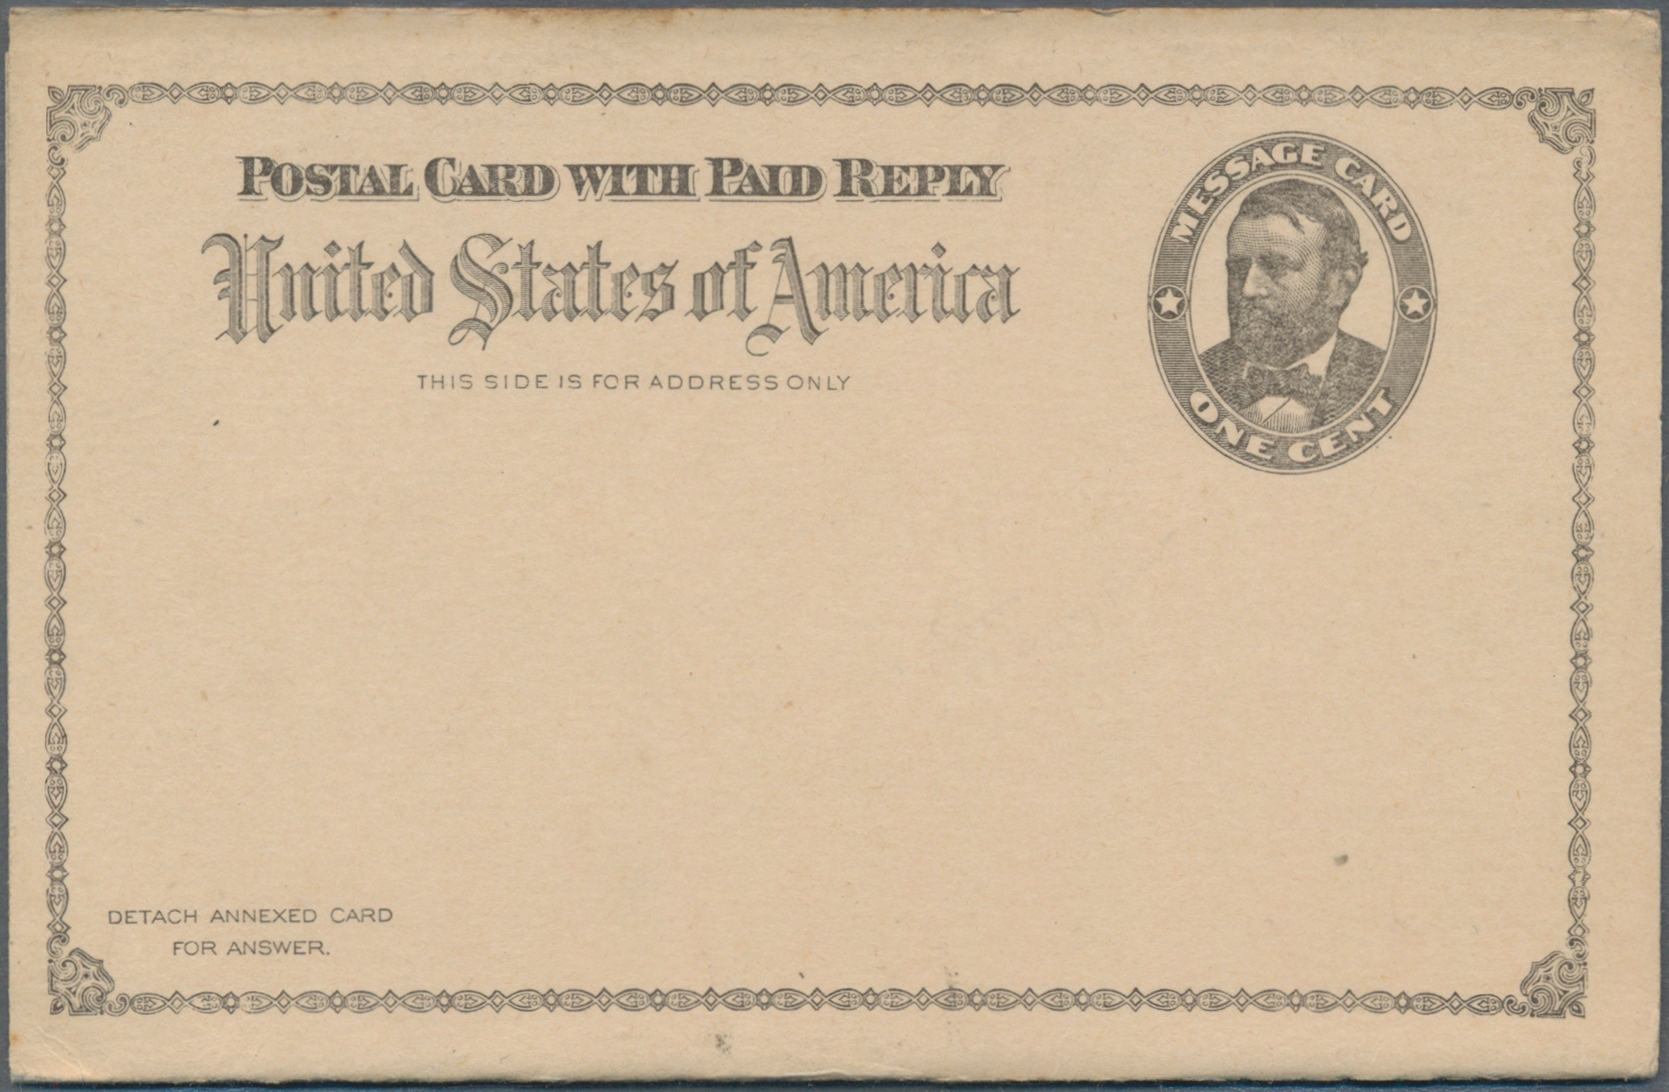 POSTAL CARD WITH PAID REPLY
United States of America
THIS SIDE IS FOR ADDRESS ONLY
MESSAGE CARD
ONE CENT
DETACH ANNEXED CARD
FOR ANSWER.